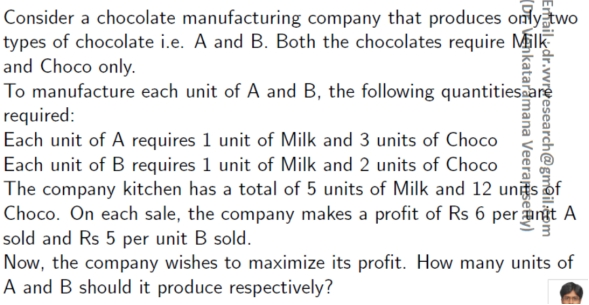 Consider a chocolate manufacturing company that produces only two
types of chocolate i.e. A and B. Both the chocolates require Milk
and Choco only.
To manufacture each unit of A and B, the following quantities are
required:
Each unit of A requires 1 unit of Milk and 3 units of Choco
Each unit of B requires 1 unit of Milk and 2 units of Choco
The company kitchen has a total of 5 units of Milk and 12 units of
Choco. On each sale, the company makes a profit of Rs 6 per unit A
sold and Rs 5 per unit B sold.
Now, the company wishes to maximize its profit. How many units of
A and B should it produce respectively?
Email:dr.vvresearch@gmail.com